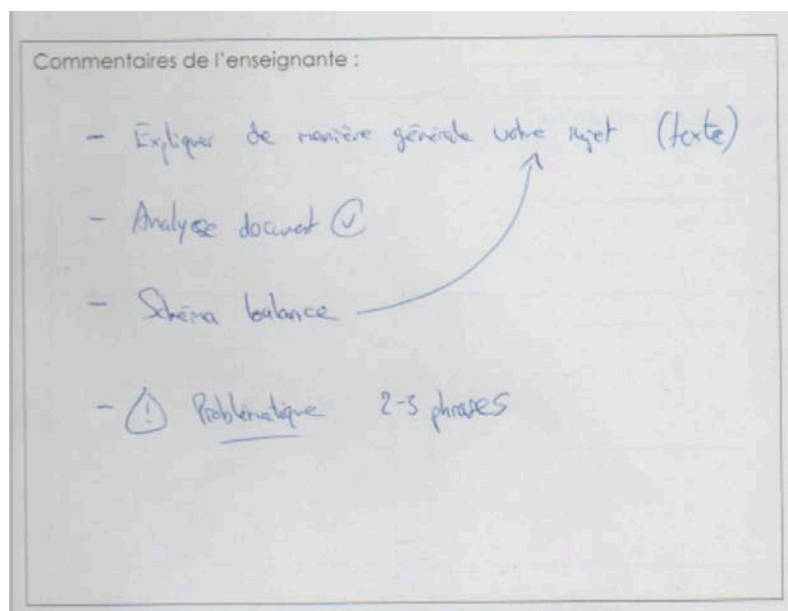 Commentaires de l'enseignante :
- Expliquer de manière générale votre sujet (texte)
- Analyse document
- Schéma balance
- ! Problématique 2-3 phrases